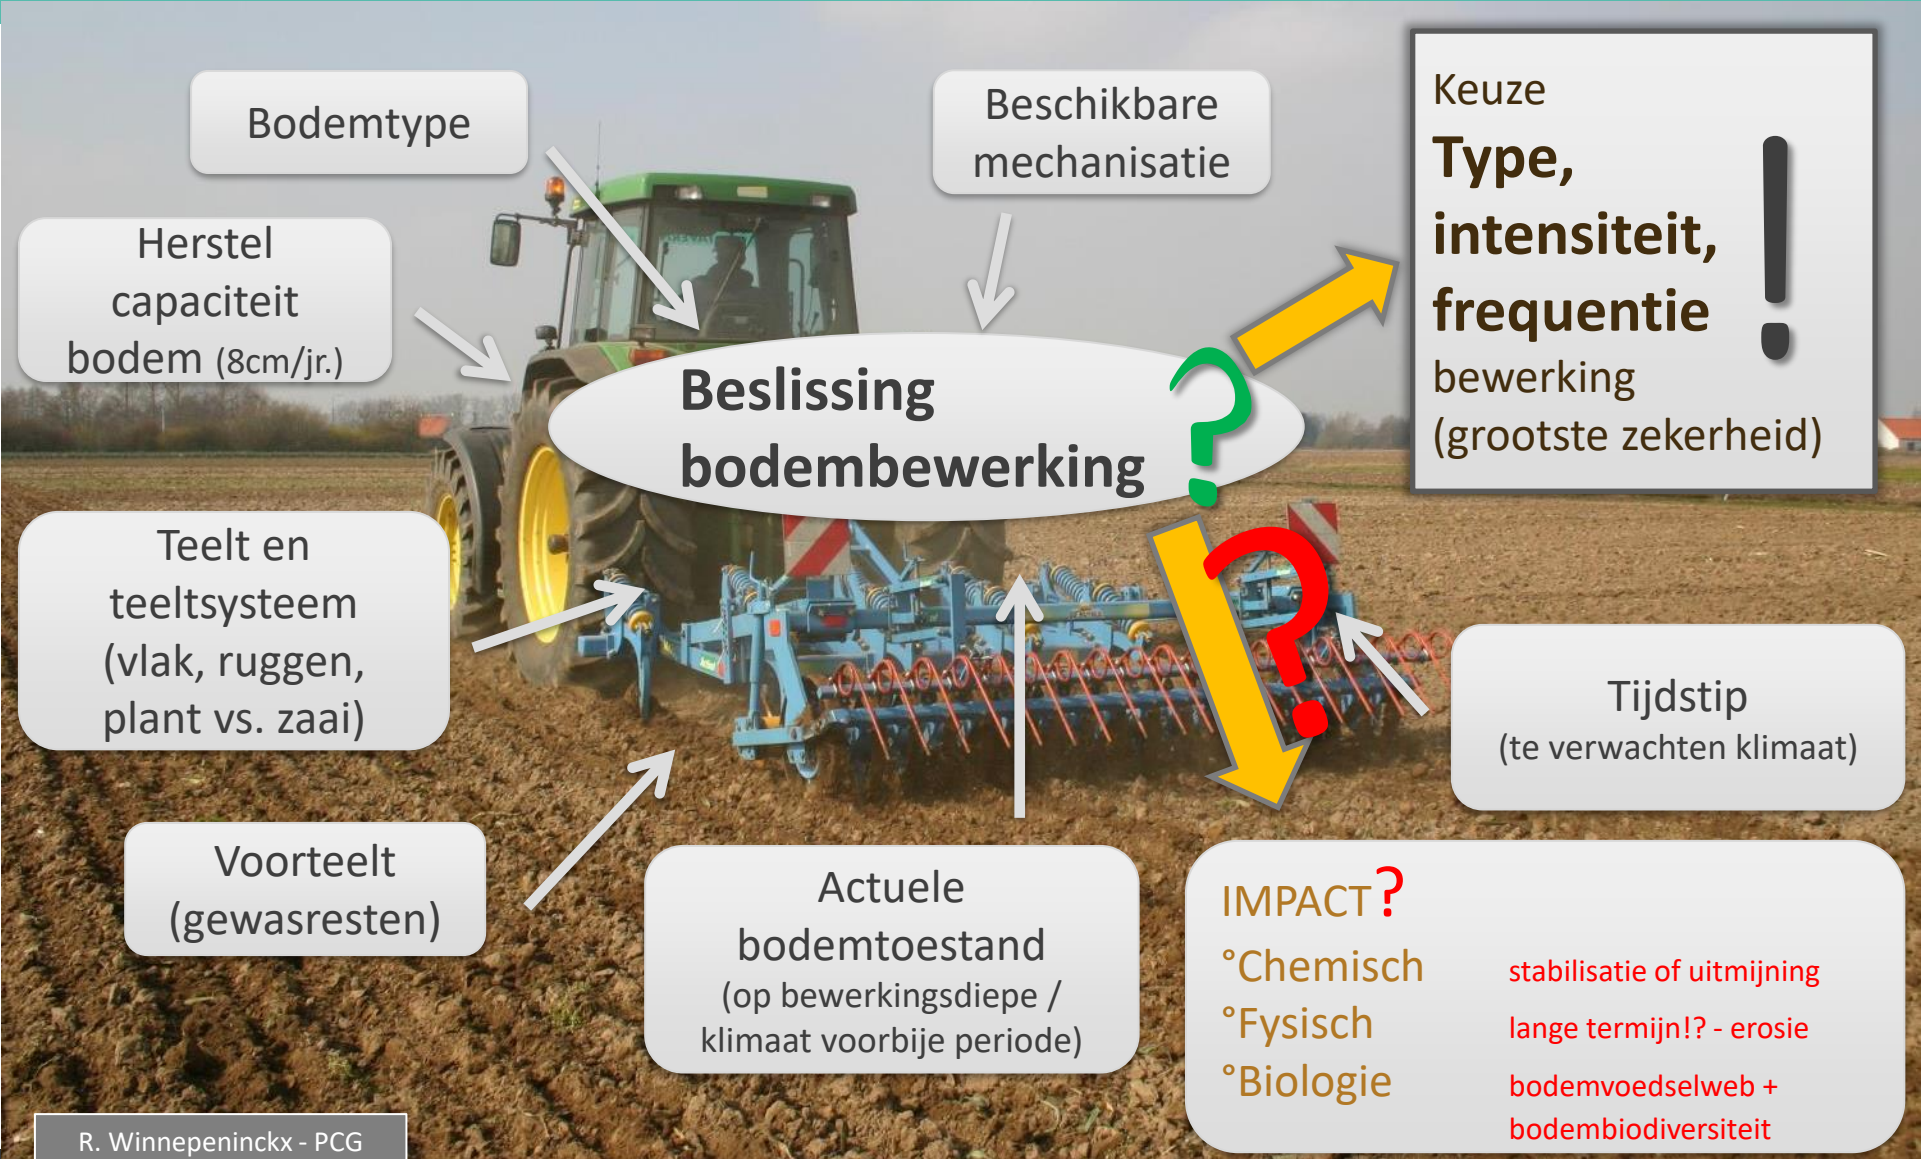 Bodemtype
Beschikbare
mechanisatie
Keuze
Type,
intensiteit,
frequentie
bewerking
(grootste zekerheid)
!
Herstel
capaciteit
bodem (8cm/jr.)
Beslissing
bodembewerking
?
?
Teelt en
teeltsysteem
(vlak, ruggen,
plant vs. zaai)
Tijdstip
(te verwachten klimaat)
Voorteelt
(gewasresten)
Actuele
bodemtoestand
(op bewerkingsdiepe /
klimaat voorbije periode)
IMPACT?
°Chemisch stabilisatie of uitmijning
°Fysisch lange termijn!? - erosie
°Biologie bodemvoedselweb +
bodembiodiversiteit
R. Winnepeninckx - PCG